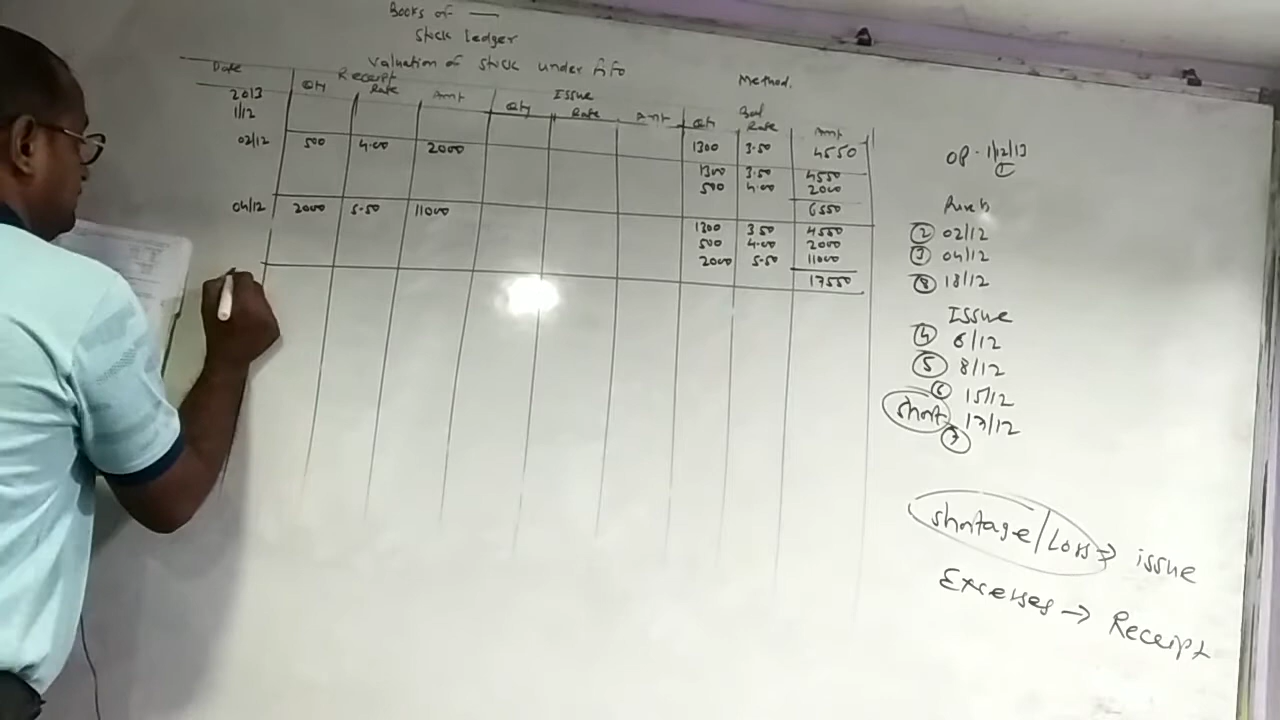 Books of —
Stock Ledger
Valuation of Stock under FIFO Method.
Date Receipt Issue Bal
Qty Rate Amt Qty Rate Amt Qty Rate Amt
2013
1/12 1300 3.50 4550
02/12 500 4.00 2000 1300 3.50 4550
500 4.00 2000
6550
04/12 2000 5.50 11000 1300 3.50 4550
500 4.00 2000
2000 5.50 11000
17550
OP - 1/12/13
1
2 02/12
3 04/12
8 18/12
Issue
4 6/12
5 8/12
6 15/12
short 17/12
7
Shortage/Loss → issue
Excesses → Receipt